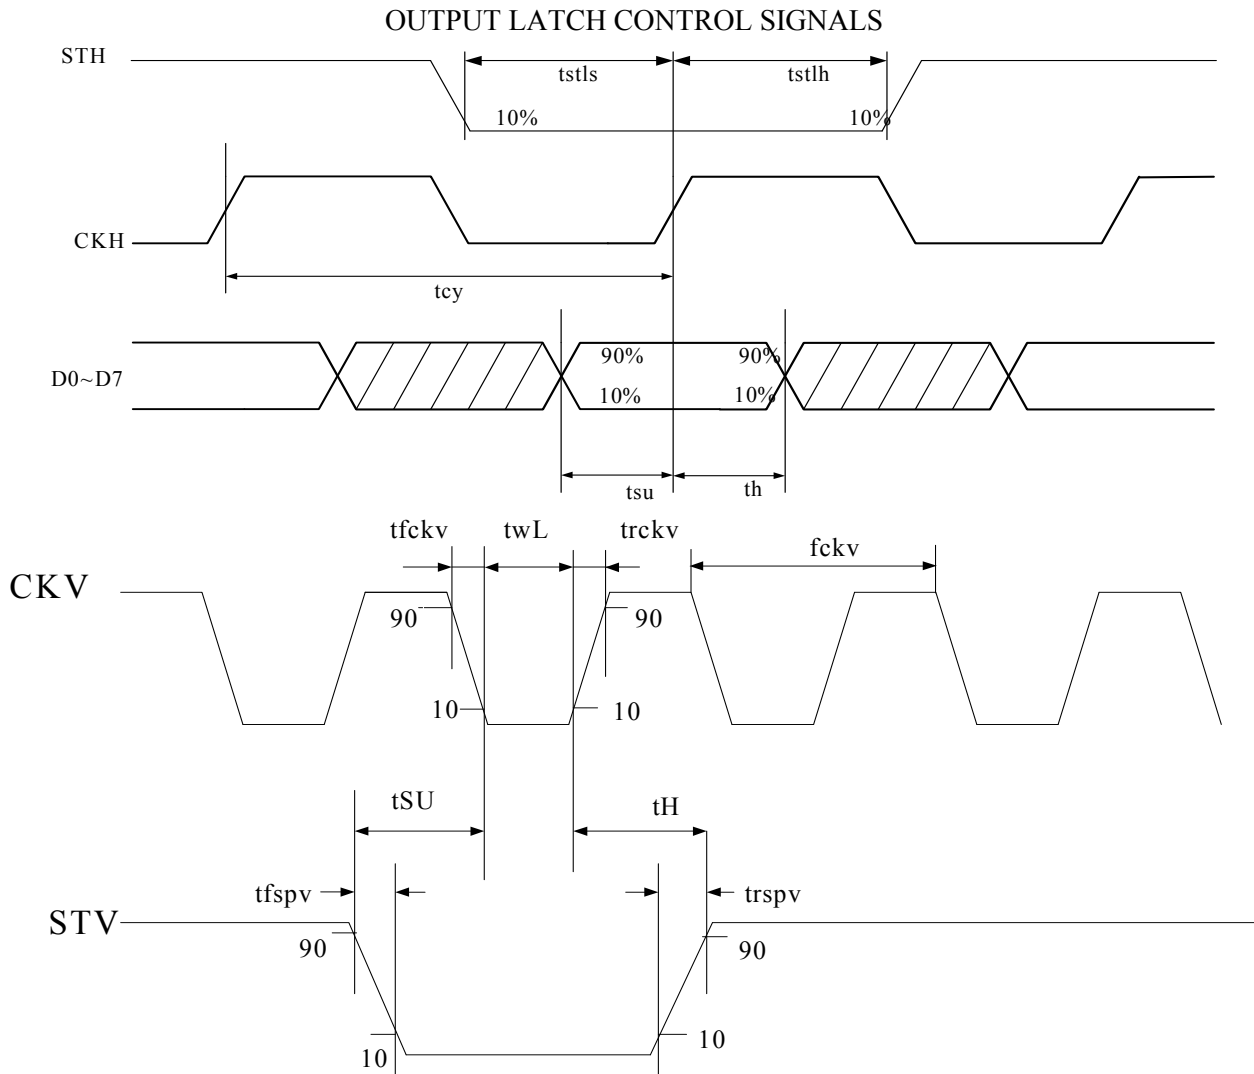 OUTPUT LATCH CONTROL SIGNALS
STH
tstls
tstlh
10%
10%
CKH
tcy
D0~D7
90%
90%
10%
10%
tsu
th
tfckv
twL
trckv
fckv
CKV
90
90
10
10
tSU
tH
tfspv
trspv
STV
90
90
10
10